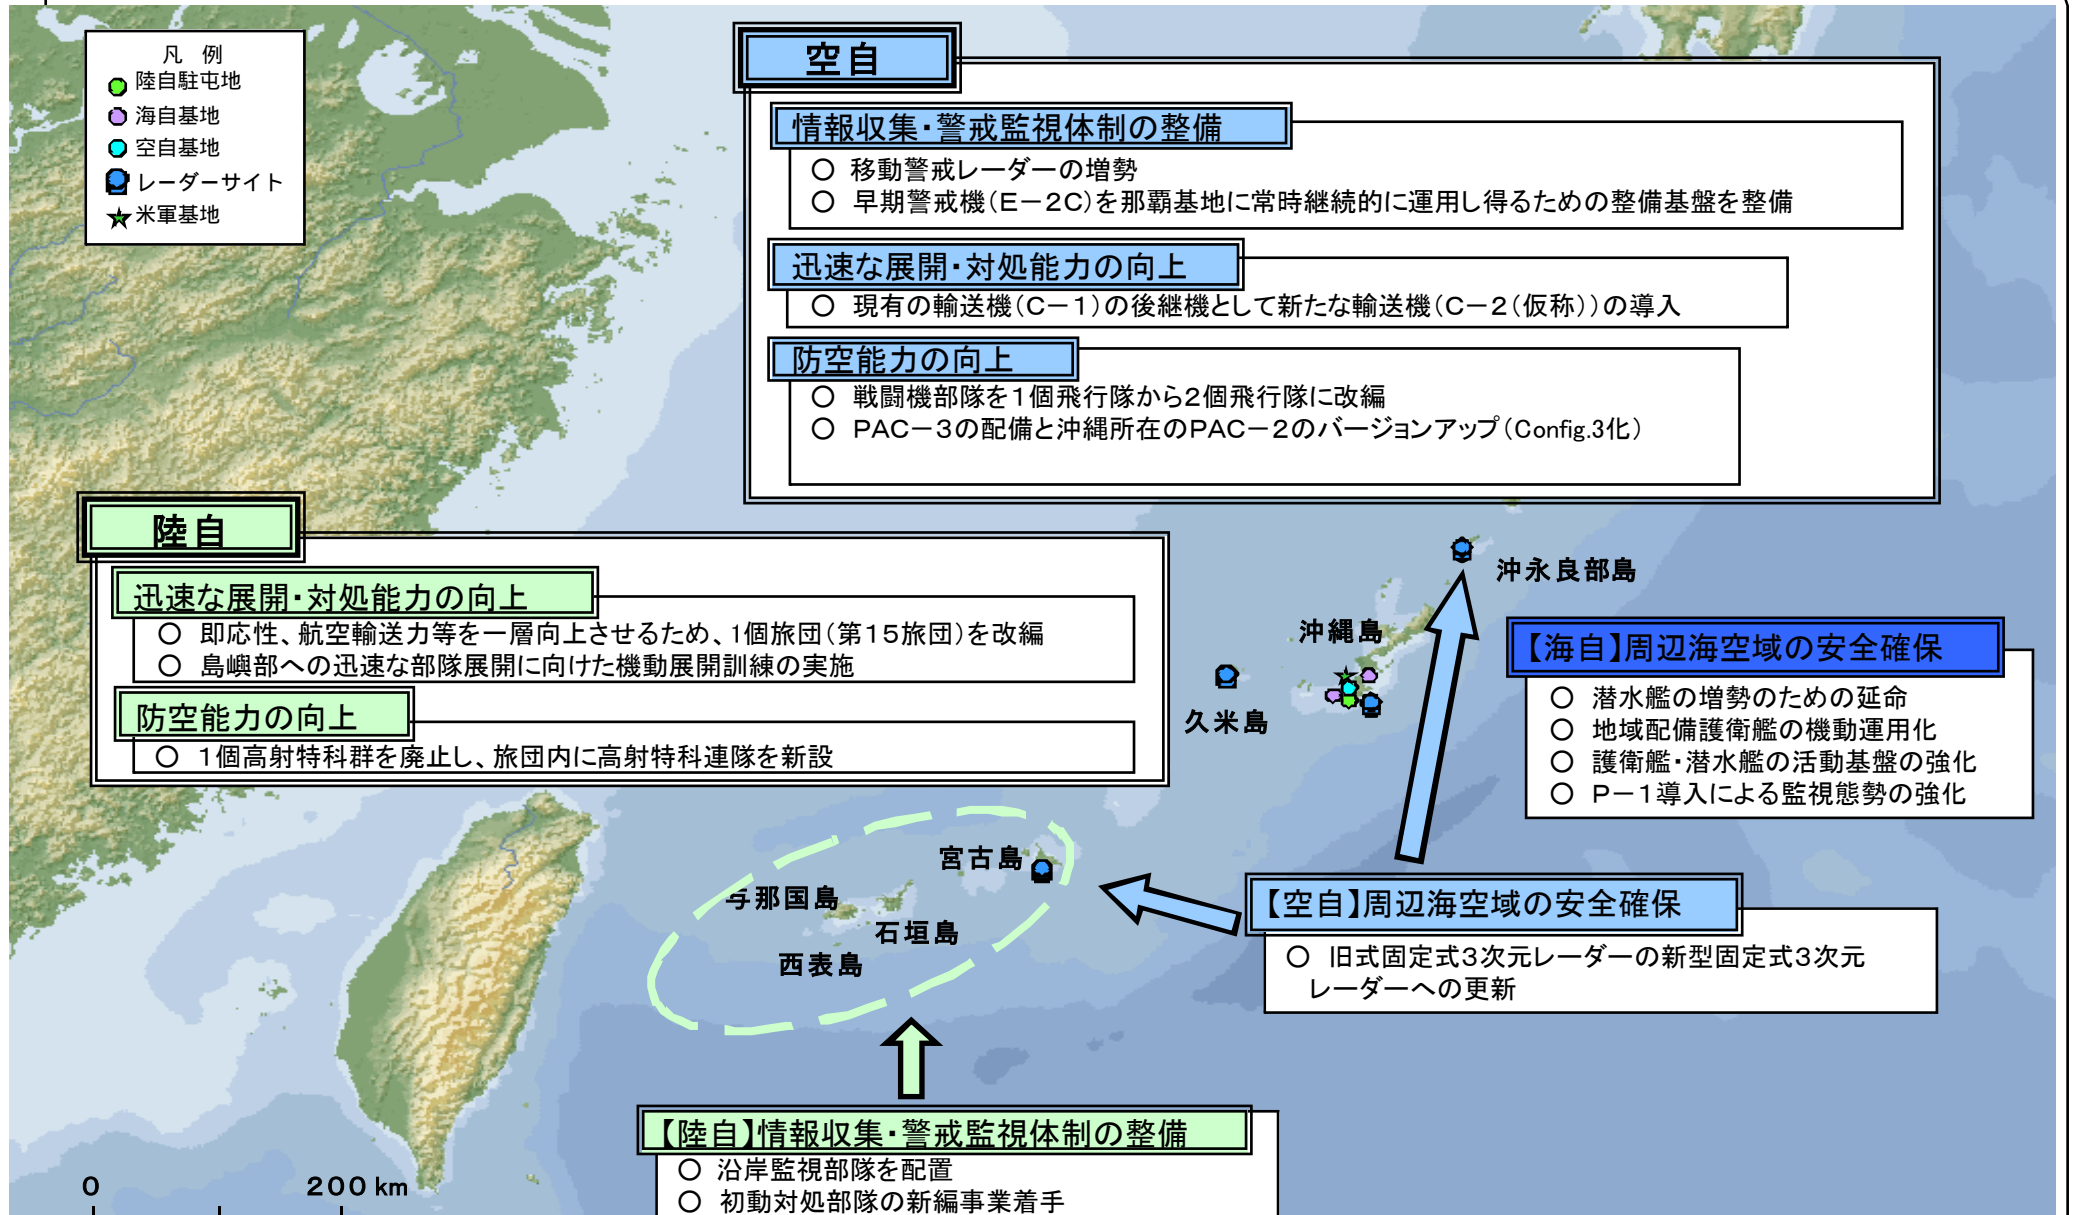 凡 例
陸自駐屯地
海自基地
空自基地
レーダーサイト
米軍基地
空自
情報収集・警戒監視体制の整備
○ 移動警戒レーダーの増勢
○ 早期警戒機(E-2C)を那覇基地に常時継続的に運用し得るための整備基盤を整備
迅速な展開・対処能力の向上
○ 現有の輸送機(C-1)の後継機として新たな輸送機(C-2(仮称))の導入
防空能力の向上
○ 戦闘機部隊を1個飛行隊から2個飛行隊に改編
○ PAC-3の配備と沖縄所在のPAC-2のバージョンアップ(Config.3化)
陸自
迅速な展開・対処能力の向上
○ 即応性、航空輸送力等を一層向上させるため、1個旅団(第15旅団)を改編
○ 島嶼部への迅速な部隊展開に向けた機動展開訓練の実施
防空能力の向上
○ 1個高射特科群を廃止し、旅団内に高射特科連隊を新設
沖永良部島
沖縄島
久米島
【海自】周辺海空域の安全確保
○ 潜水艦の増勢のための延命
○ 地域配備護衛艦の機動運用化
○ 護衛艦・潜水艦の活動基盤の強化
○ P-1導入による監視態勢の強化
宮古島
与那国島
石垣島
西表島
【空自】周辺海空域の安全確保
○ 旧式固定式3次元レーダーの新型固定式3次元
レーダーへの更新
【陸自】情報収集・警戒監視体制の整備
○ 沿岸監視部隊を配置
○ 初動対処部隊の新編事業着手
0 200 km